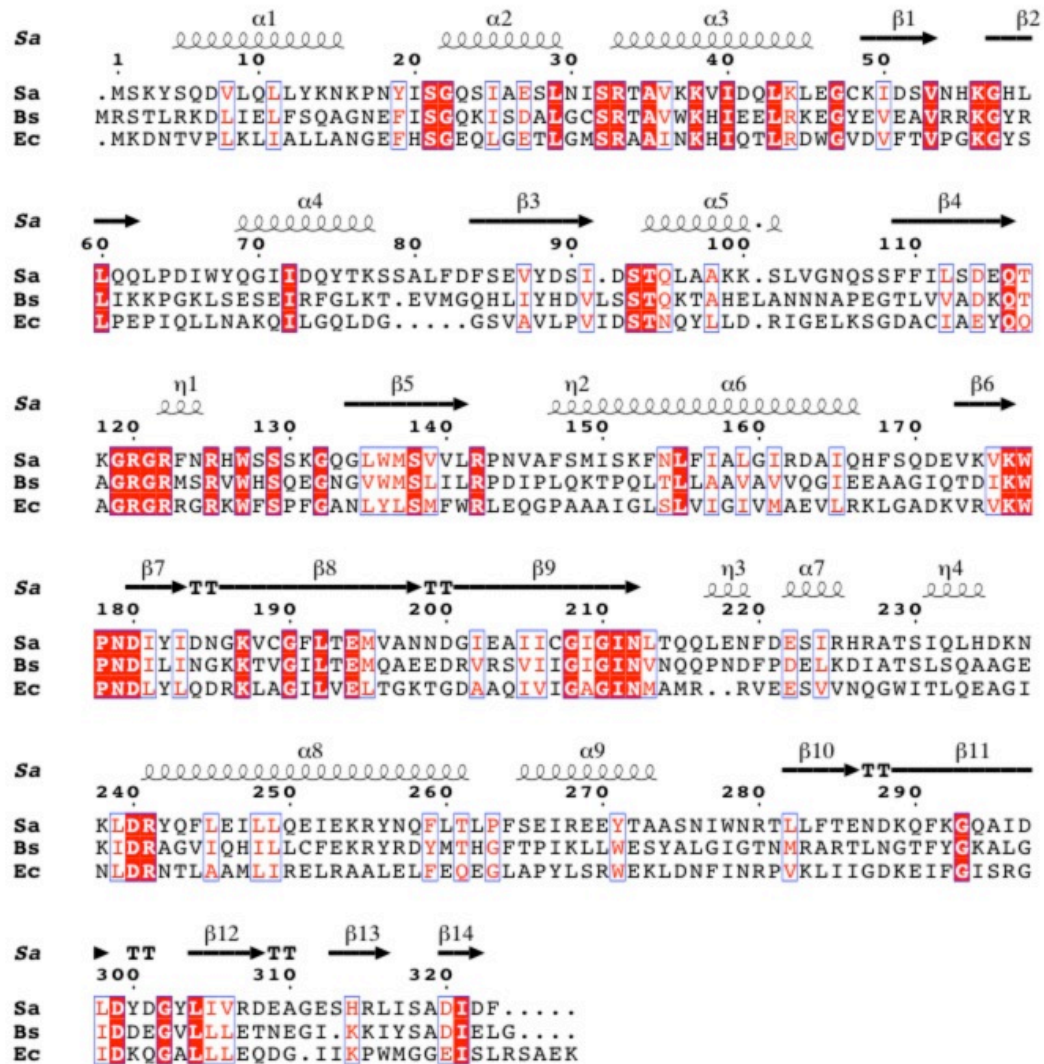 α1 α2 α3 β1 β2
Sa
1 10 20 30 40 50
Sa .MSKYSQDVLQLLYKNKPNYISGQSIAESLNISRTAVKKVIDQLKLEGCKIDSVNHKGHL
Bs MRSTLRKDLIELFSQAGNEFISGQKISDALGCSRTAVWKHIEELRKEGYEVEAVRRKGYR
Ec .MKDNTVPLKLIALLANGEFHSGEQLGETLGMSRAAINKHIQTLRDWGVDVFTVPGKGYS
α4 β3 α5 β4
Sa
60 70 80 90 100 110
Sa LQQLPDIWYQGIIDQYTKSSALFDFSEVYDSI.DSTQLAAKK.SLVGNQSSFFILSDEQT
Bs LIKKPGKLSESEIRFGLKT.EVMGQHLIYHDVLSSTQKTAHELANNNAPEGTLVVADKQT
Ec LPEPIQLLNAKQILGQLDG.....GSVAVLPVIDSTNQYLLD.RIGELKSGDACIAEYQQ
η1 β5 η2 α6 β6
Sa
120 130 140 150 160 170
Sa KGRGRFNRHWSSSKGQGLWMSVVLRPNVAFSMISKFNLFIALGIRDAIQHFSQDEVKVKW
Bs AGRGRMSRVWHSQEGNGVWMSLILRPDIPLQKTPQLTLLAAVAVVQGIEEAAGIQTDIKW
Ec AGRGRRGRKWFSPFGANLYLSMFWRLEQGPAAAIGLSLVIGIVMAEVLRKLGADKVRVKW
β7 TT β8 TT β9 η3 α7 η4
Sa
180 190 200 210 220 230
Sa PNDIYIDNGKVCGFLTEMVANNDGIEAIICGIGINLTQQLENFDESIRHRATSIQLHDKN
Bs PNDILINGKKTVGILTEMQAEEDRVRSVIIGIGINVNQQPNDFPDELKDIATSLSQAAGE
Ec PNDLYLQDRKLAGILVELTGKTGDAAQIVIGAGINMAMR..RVEESVVNQGWITLQEAGI
α8 α9 β10 TT β11
Sa
240 250 260 270 280 290
Sa KLDRYQFLEILLQEIEKRYNQFLTLPFSEIREEYTAASNIWNRTLLFTENDKQFKGQAID
Bs KIDRAGVIQHILLCFEKRYRDYMTHGFTPIKLLWESYALGIGTNMRARTLNGTFYGKALG
Ec NLDRNTLAAMLIRELRAALELFEQEGLAPYLSRWEKLDNFINRPVKLIIGDKEIFGISRG
TT β12 TT β13 β14
Sa
300 310 320
Sa LDYDGYLIVRDEAGESHRLISADIDF.....
Bs IDDEGVLLLETNEGI.KKIYSADIELG....
Ec IDKQGALLLEQDG.IIKPWMGGEISLRSAEK